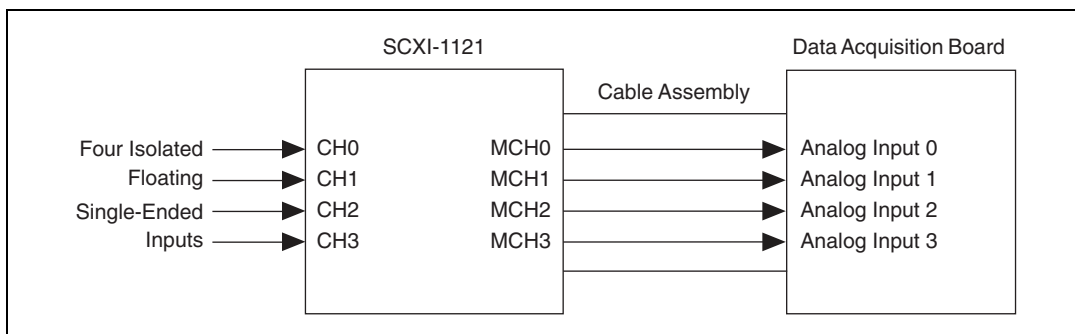 SCXI-1121
Data Acquisition Board
Cable Assembly
Four Isolated
CH0
MCH0
Analog Input 0
Floating
CH1
MCH1
Analog Input 1
Single-Ended
CH2
MCH2
Analog Input 2
Inputs
CH3
MCH3
Analog Input 3